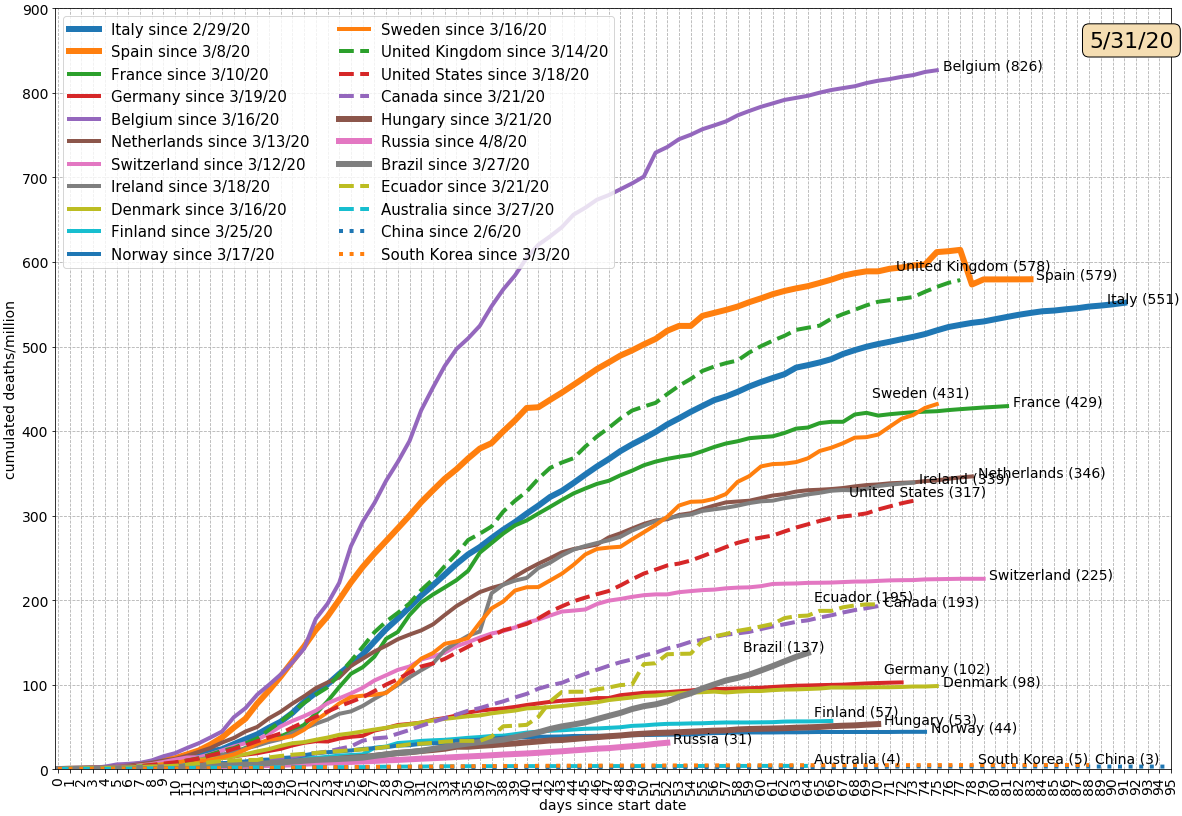 900
800
700
600
500
400
300
200
100
0
cumulated deaths/million
Italy since 2/29/20
Spain since 3/8/20
France since 3/10/20
Germany since 3/19/20
Belgium since 3/16/20
Netherlands since 3/13/20
Switzerland since 3/12/20
Ireland since 3/18/20
Denmark since 3/16/20
Finland since 3/25/20
Norway since 3/17/20
Sweden since 3/16/20
United Kingdom since 3/14/20
United States since 3/18/20
Canada since 3/21/20
Hungary since 3/21/20
Russia since 4/8/20
Brazil since 3/27/20
Ecuador since 3/21/20
Australia since 3/27/20
China since 2/6/20
South Korea since 3/3/20
5/31/20
Belgium (826)
United Kingdom (578)
Spain (579)
Italy (551)
Sweden (431)
France (429)
Netherlands (346)
Ireland (339)
United States (317)
Switzerland (225)
Ecuador (195)
Canada (193)
Brazil (137)
Germany (102)
Denmark (98)
Finland (57)
Hungary (53)
Norway (44)
Russia (31)
Australia (4)
South Korea (5)
China (3)
0 1 2 3 4 5 6 7 8 9 10 11 12 13 14 15 16 17 18 19 20 21 22 23 24 25 26 27 28 29 30 31 32 33 34 35 36 37 38 39 40 41 42 43 44 45 46 47 48 49 50 51 52 53 54 55 56 57 58 59 60 61 62 63 64 65 66 67 68 69 70 71 72 73 74 75 76 77 78 79 80 81 82 83 84 85 86 87 88 89 90 91 92 93 94 95
days since start date